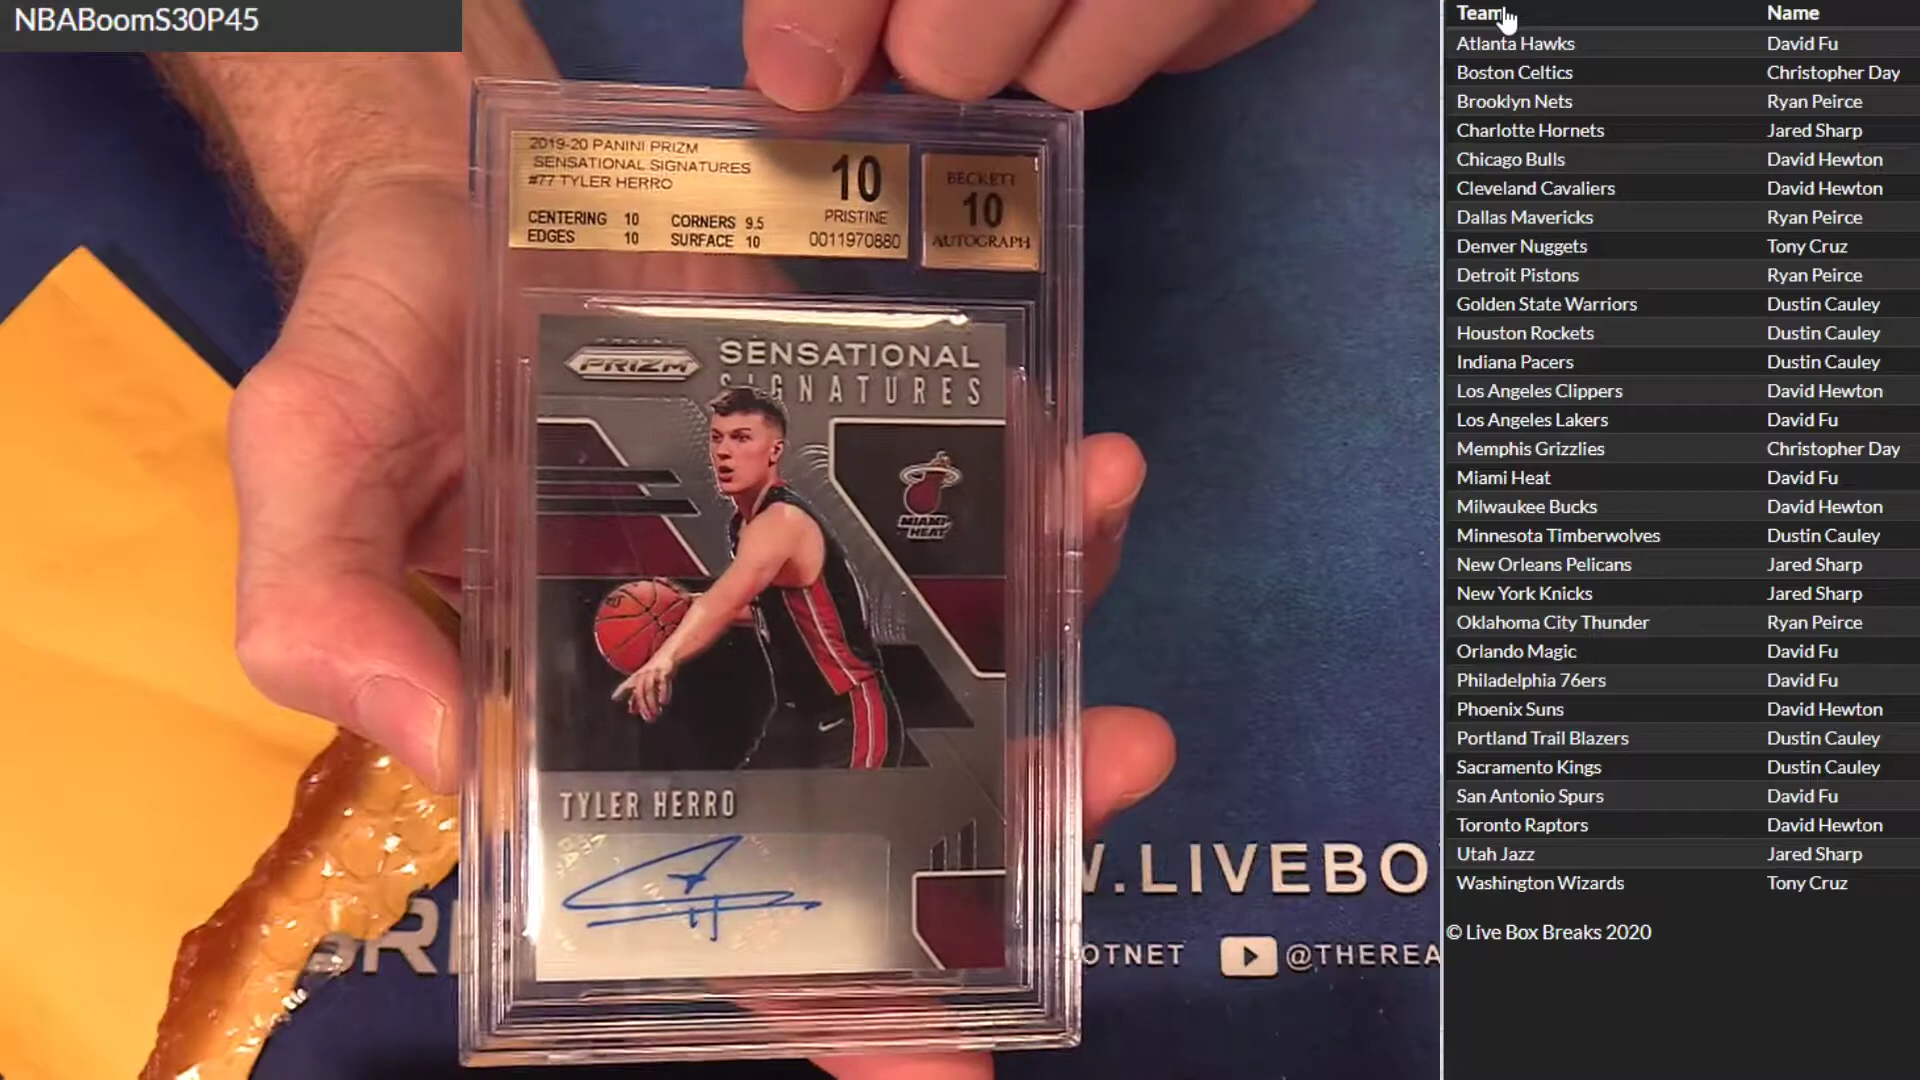 NBABoomS30P45
2019-20 PANINI PRIZM
SENSATIONAL SIGNATURES
#77 TYLER HERRO
CENTERING 10 CORNERS 9.5
EDGES 10 SURFACE 10
10
PRISTINE
0011970880
BECKETT
10
AUTOGRAPH
PRIZM
SENSATIONAL
SIGNATURES
MIAMI
HEAT
TYLER HERRO
W.LIVEBO
OTNET @THEREA
Team Name
Atlanta Hawks David Fu
Boston Celtics Christopher Day
Brooklyn Nets Ryan Peirce
Charlotte Hornets Jared Sharp
Chicago Bulls David Hewton
Cleveland Cavaliers David Hewton
Dallas Mavericks Ryan Peirce
Denver Nuggets Tony Cruz
Detroit Pistons Ryan Peirce
Golden State Warriors Dustin Cauley
Houston Rockets Dustin Cauley
Indiana Pacers Dustin Cauley
Los Angeles Clippers David Hewton
Los Angeles Lakers David Fu
Memphis Grizzlies Christopher Day
Miami Heat David Fu
Milwaukee Bucks David Hewton
Minnesota Timberwolves Dustin Cauley
New Orleans Pelicans Jared Sharp
New York Knicks Jared Sharp
Oklahoma City Thunder Ryan Peirce
Orlando Magic David Fu
Philadelphia 76ers David Fu
Phoenix Suns David Hewton
Portland Trail Blazers Dustin Cauley
Sacramento Kings Dustin Cauley
San Antonio Spurs David Fu
Toronto Raptors David Hewton
Utah Jazz Jared Sharp
Washington Wizards Tony Cruz
© Live Box Breaks 2020